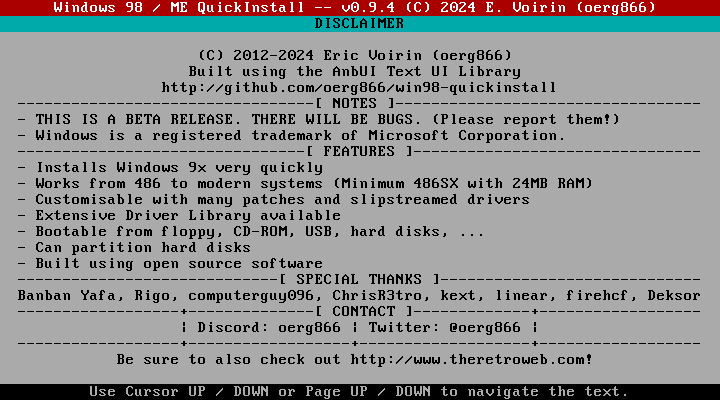 Windows 98 / ME QuickInstall -- v0.9.4 (C) 2024 E. Voirin (oerg866)
DISCLAIMER
(C) 2012-2024 Eric Voirin (oerg866)
Built using the AnbUI Text UI Library
http://github.com/oerg866/win98-quickinstall
-----------------------------------[ NOTES ]-----------------------------------
- THIS IS A BETA RELEASE. THERE WILL BE BUGS. (Please report them!)
- Windows is a registered trademark of Microsoft Corporation.
----------------------------------[ FEATURES ]---------------------------------
- Installs Windows 9x very quickly
- Works from 486 to modern systems (Minimum 486SX with 24MB RAM)
- Customisable with many patches and slipstreamed drivers
- Extensive Driver Library available
- Bootable from floppy, CD-ROM, USB, hard disks, ...
- Can partition hard disks
- Built using open source software
-------------------------------[ SPECIAL THANKS ]------------------------------
Banban Yafa, Rigo, computerguy096, ChrisR3tro, kext, linear, firehcf, Deksor
-------------------+--------------[ CONTACT ]--------------+-------------------
¦ Discord: oerg866 ¦ Twitter: @oerg866 ¦
-------------------+-------------------+-------------------+-------------------
Be sure to also check out http://www.theretroweb.com!
Use Cursor UP / DOWN or Page UP / DOWN to navigate the text.